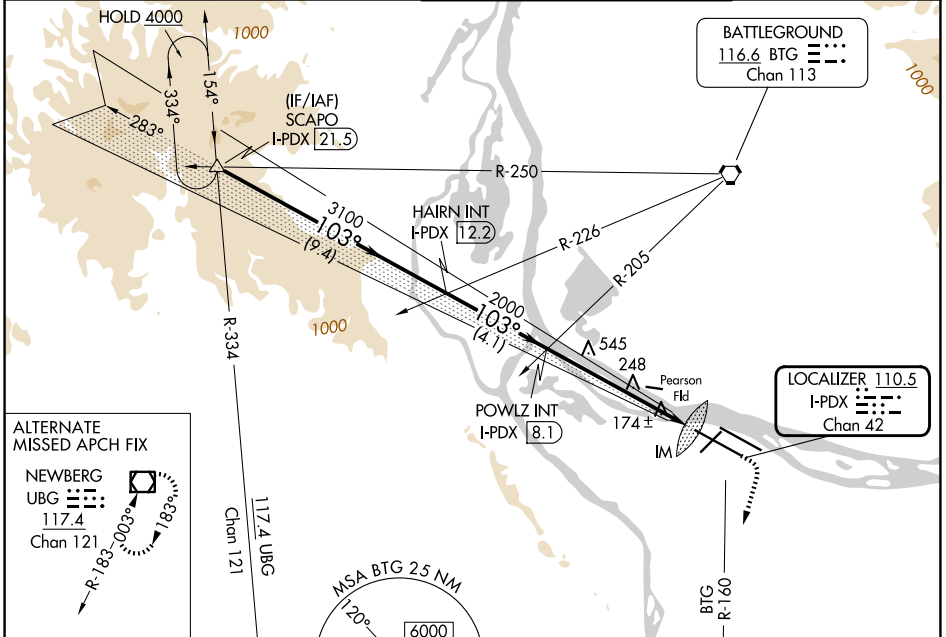 HOLD 4000
1000
154°
334°
283°
(IF/IAF)
SCAPO
I-PDX 21.5
BATTLEGROUND
116.6 BTG
Chan 113
1000
R-250
3100
103°
(9.4)
HAIRN INT
I-PDX 12.2
R-226
R-205
2000
103°
(4.1)
1000
R-334
545
248
Pearson
Fld
174 ±
IM
POWLZ INT
I-PDX 8.1
LOCALIZER 110.5
I-PDX
Chan 42
ALTERNATE
MISSED APCH FIX
NEWBERG
UBG
117.4
Chan 121
R-183
003°
183°
117.4 UBG
Chan 121
MSA BTG 25 NM
120°
6000
BTG
R-160